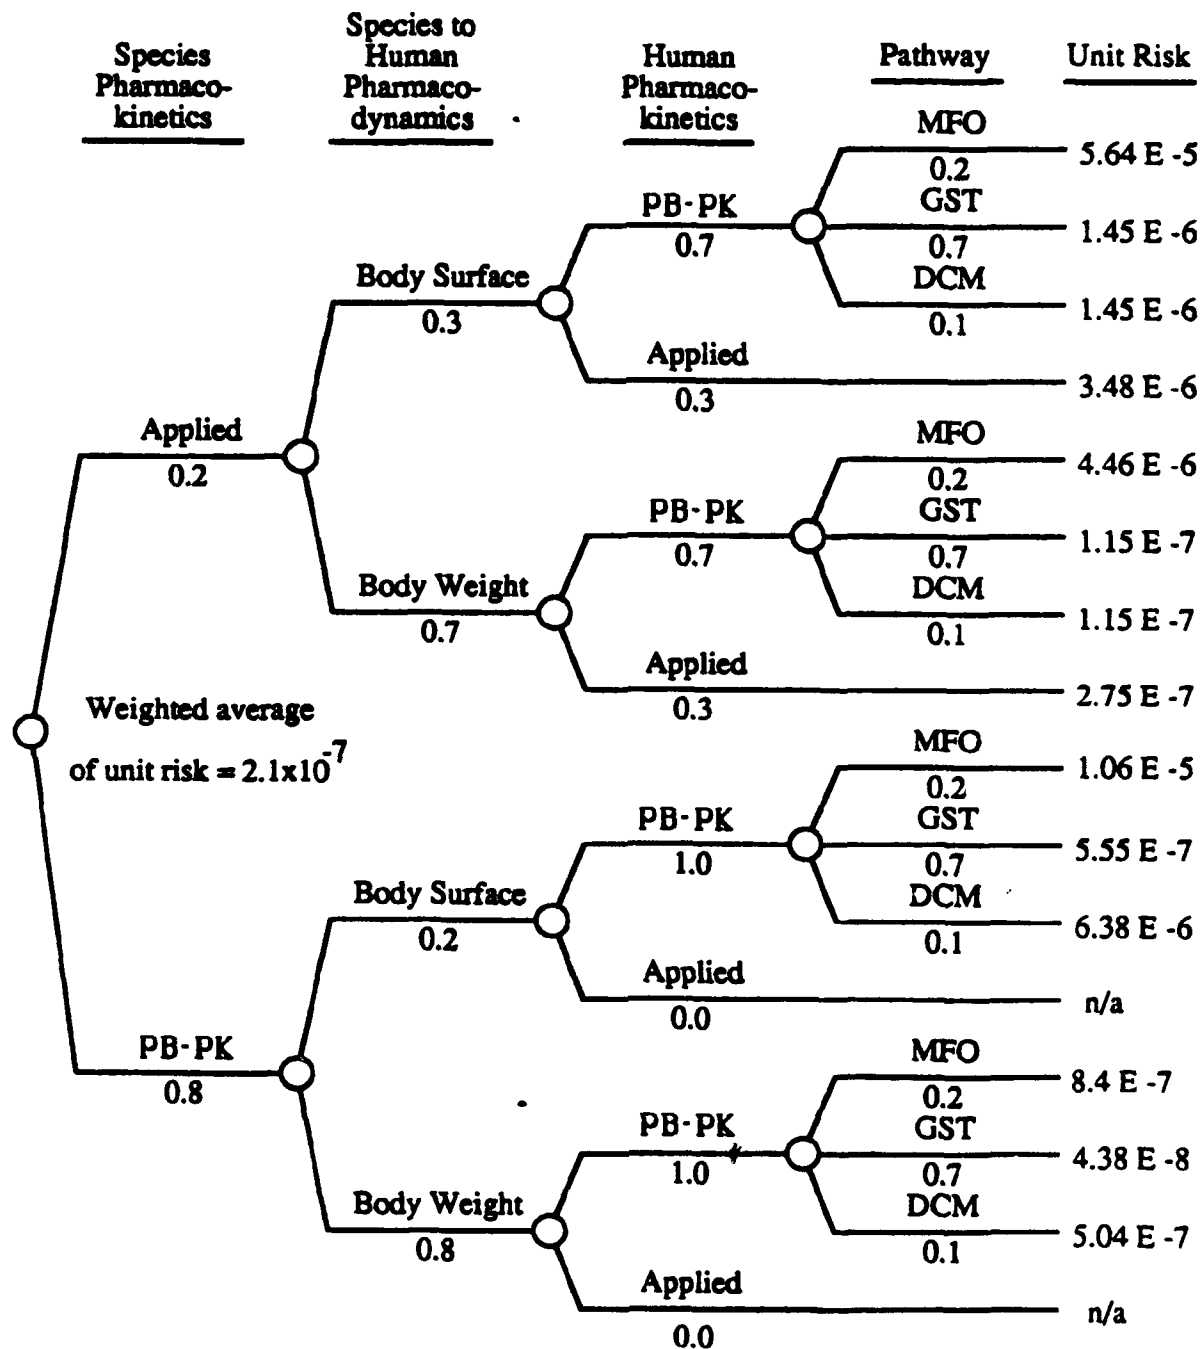 Species Pharmaco-kinetics
Species to Human Pharmaco-dynamics
Human Pharmaco-kinetics
Pathway
Unit Risk
MFO
0.2
5.64 E -5
GST
0.7
1.45 E -6
DCM
0.1
1.45 E -6
PB-PK
0.7
Body Surface
0.3
Applied
0.3
3.48 E -6
Applied
0.2
MFO
0.2
4.46 E -6
GST
0.7
1.15 E -7
DCM
0.1
1.15 E -7
PB-PK
0.7
Body Weight
0.7
Applied
0.3
2.75 E -7
Weighted average
of unit risk = 2.1x10-7
MFO
0.2
1.06 E -5
GST
0.7
5.55 E -7
DCM
0.1
6.38 E -6
PB-PK
1.0
Body Surface
0.2
Applied
0.0
n/a
PB-PK
0.8
MFO
0.2
8.4 E -7
GST
0.7
4.38 E -8
DCM
0.1
5.04 E -7
PB-PK
1.0
Body Weight
0.8
Applied
0.0
n/a